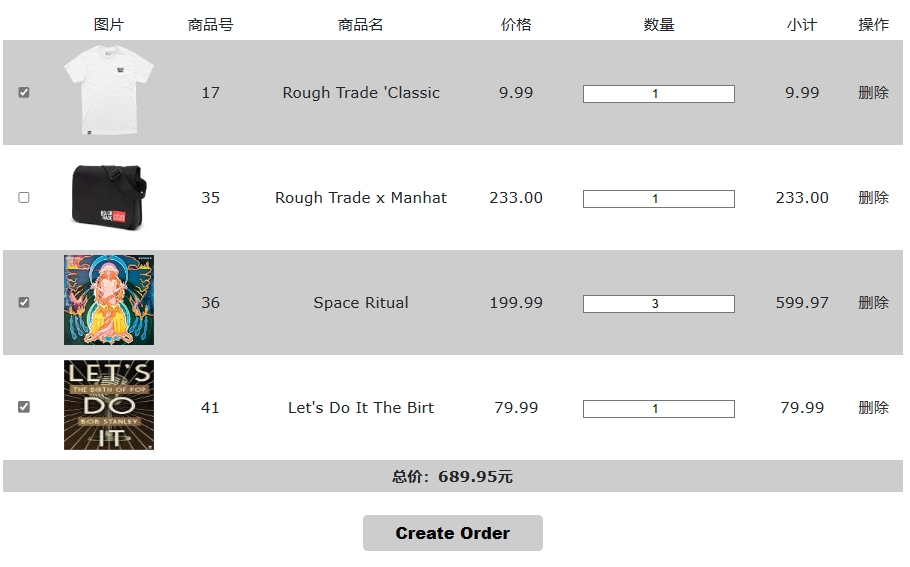 图片 商品号 商品名 价格 数量 小计 操作
17 Rough Trade 'Classic 9.99 1 9.99 删除
ROUGH TRADE
35 Rough Trade x Manhat 233.00 1 233.00 删除
36 Space Ritual 199.99 3 599.97 删除
LET'S
THE BIRTH OF POP
DO
BOB STANLEY
IT
41 Let's Do It The Birt 79.99 1 79.99 删除
总价：689.95元
Create Order